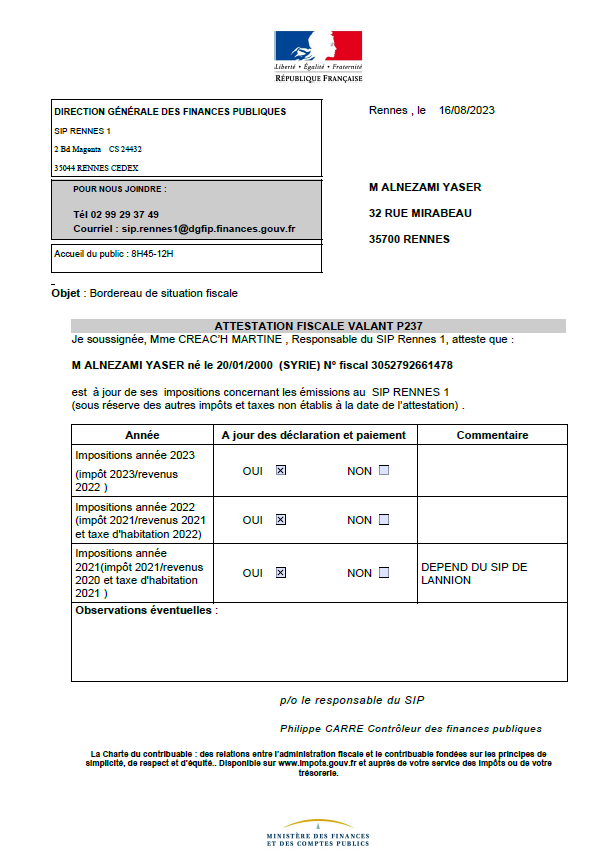 Liberté • Égalité • Fraternité
RÉPUBLIQUE FRANÇAISE
DIRECTION GÉNÉRALE DES FINANCES PUBLIQUES
SIP RENNES 1
2 Bd Magenta CS 24432
35044 RENNES CEDEX
POUR NOUS JOINDRE :
Tél 02 99 29 37 49
Courriel : sip.rennes1@dgfip.finances.gouv.fr
Accueil du public : 8H45-12H
Rennes , le 16/08/2023
M ALNEZAMI YASER
32 RUE MIRABEAU
35700 RENNES
Objet : Bordereau de situation fiscale
ATTESTATION FISCALE VALANT P237
Je soussignée, Mme CREAC'H MARTINE , Responsable du SIP Rennes 1, atteste que :
M ALNEZAMI YASER né le 20/01/2000 (SYRIE) N° fiscal 3052792661478
est à jour de ses impositions concernant les émissions au SIP RENNES 1
(sous réserve des autres impôts et taxes non établis à la date de l'attestation) .
Année A jour des déclaration et paiement Commentaire
Impositions année 2023
(impôt 2023/revenus
2022 )
OUI ☒ NON ☐
Impositions année 2022
(impôt 2021/revenus 2021
et taxe d'habitation 2022)
OUI ☒ NON ☐
Impositions année
2021(impôt 2021/revenus
2020 et taxe d'habitation
2021 )
OUI ☒ NON ☐
DEPEND DU SIP DE
LANNION
Observations éventuelles :
p/o le responsable du SIP
Philippe CARRE Contrôleur des finances publiques
La Charte du contribuable : des relations entre l'administration fiscale et le contribuable fondées sur les principes de
simplicité, de respect et d'équité.. Disponible sur www.impots.gouv.fr et auprès de votre service des impôts ou de votre
trésorerie.
MINISTÈRE DES FINANCES
ET DES COMPTES PUBLICS